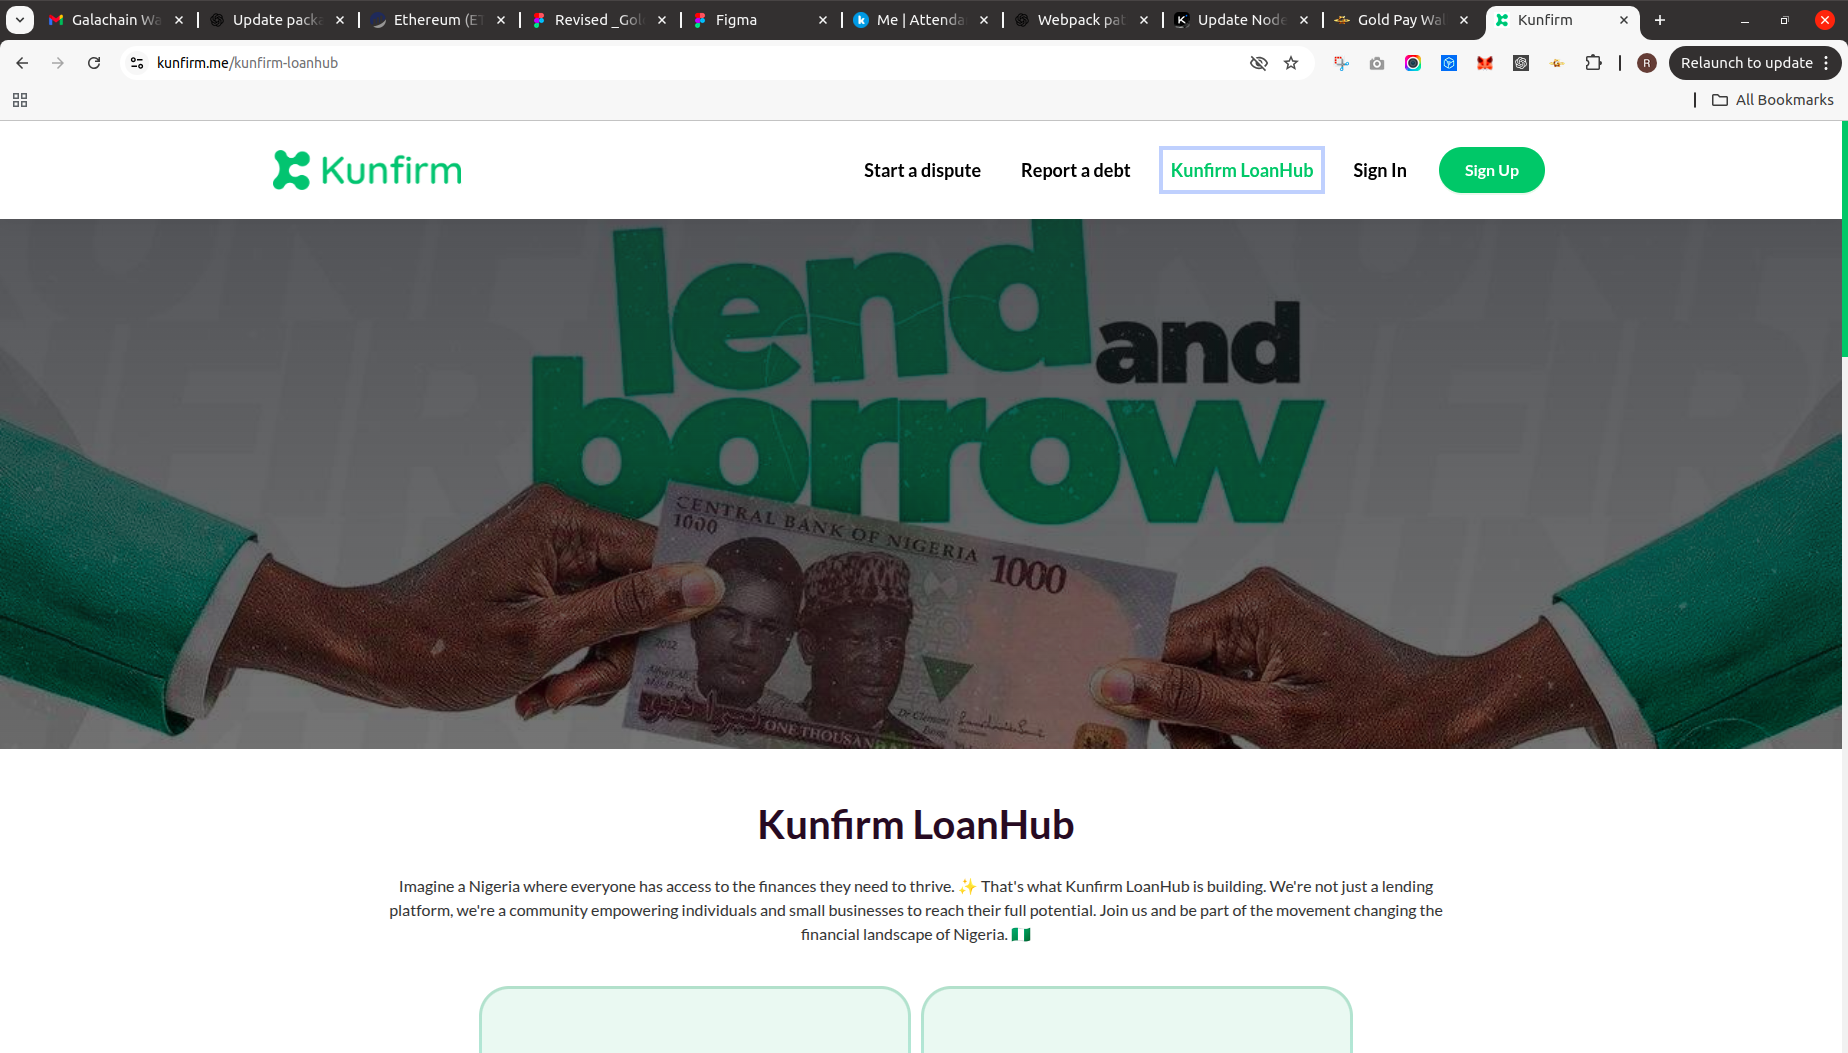 Galachain Wa
Update packa
Ethereum (ET
Revised _Gol
Figma
Me | Attenda
Webpack pat
Update Node
Gold Pay Wal
Kunfirm
kunfirm.me/kunfirm-loanhub
R
Relaunch to update
All Bookmarks
Kunfirm
Start a dispute
Report a debt
Kunfirm LoanHub
Sign In
Sign Up
lend
and
borrow
CENTRAL BANK OF NIGERIA
1000
1000
2012
ONE THOUSAN
Kunfirm LoanHub
Imagine a Nigeria where everyone has access to the finances they need to thrive. ✨ That's what Kunfirm LoanHub is building. We're not just a lending
platform, we're a community empowering individuals and small businesses to reach their full potential. Join us and be part of the movement changing the
financial landscape of Nigeria. 🇳🇬